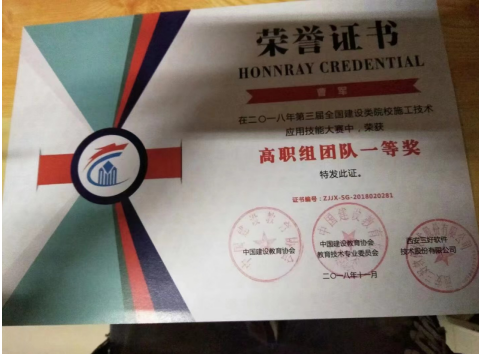 荣誉证书
HONNRAY CREDENTIAL
曹 军
在二〇一八年第三届全国建设类院校施工技术
应用技能大赛中，荣获
高职组团队一等奖
特发此证。
证书编号：ZJJX-SG-2018020281
中国建设教育协会
中国建设教育协会
教育技术专业委员会
西安三好软件
技术股份有限公司
二〇一八年十一月